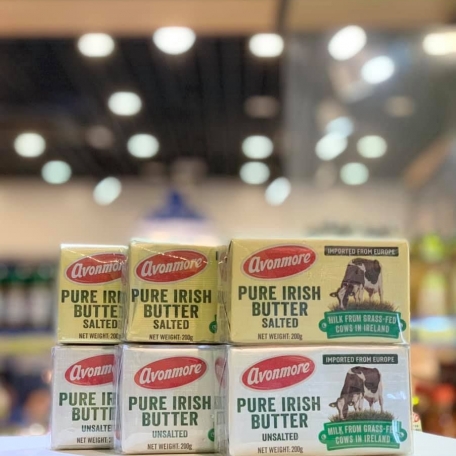 avonmore
PURE IRISH
BUTTER
SALTED
NET WEIGHT: 200g
avonmore
PURE IRISH
BUTTER
SALTED
NET WEIGHT: 200g
avonmore
PURE IRISH
BUTTER
SALTED
NET WEIGHT: 200g
IMPORTED FROM EUROPE
MILK FROM GRASS-FED
COWS IN IRELAND
avonmore
PURE IRISH
BUTTE
UNSALTE
NET WEIGHT: 2
avonmore
PURE IRISH
BUTTER
UNSALTED
NET WEIGHT: 200g
avonmore
PURE IRISH
BUTTER
UNSALTED
NET WEIGHT: 200g
IMPORTED FROM EUROPE
MILK FROM GRASS-FED
COWS IN IRELAND